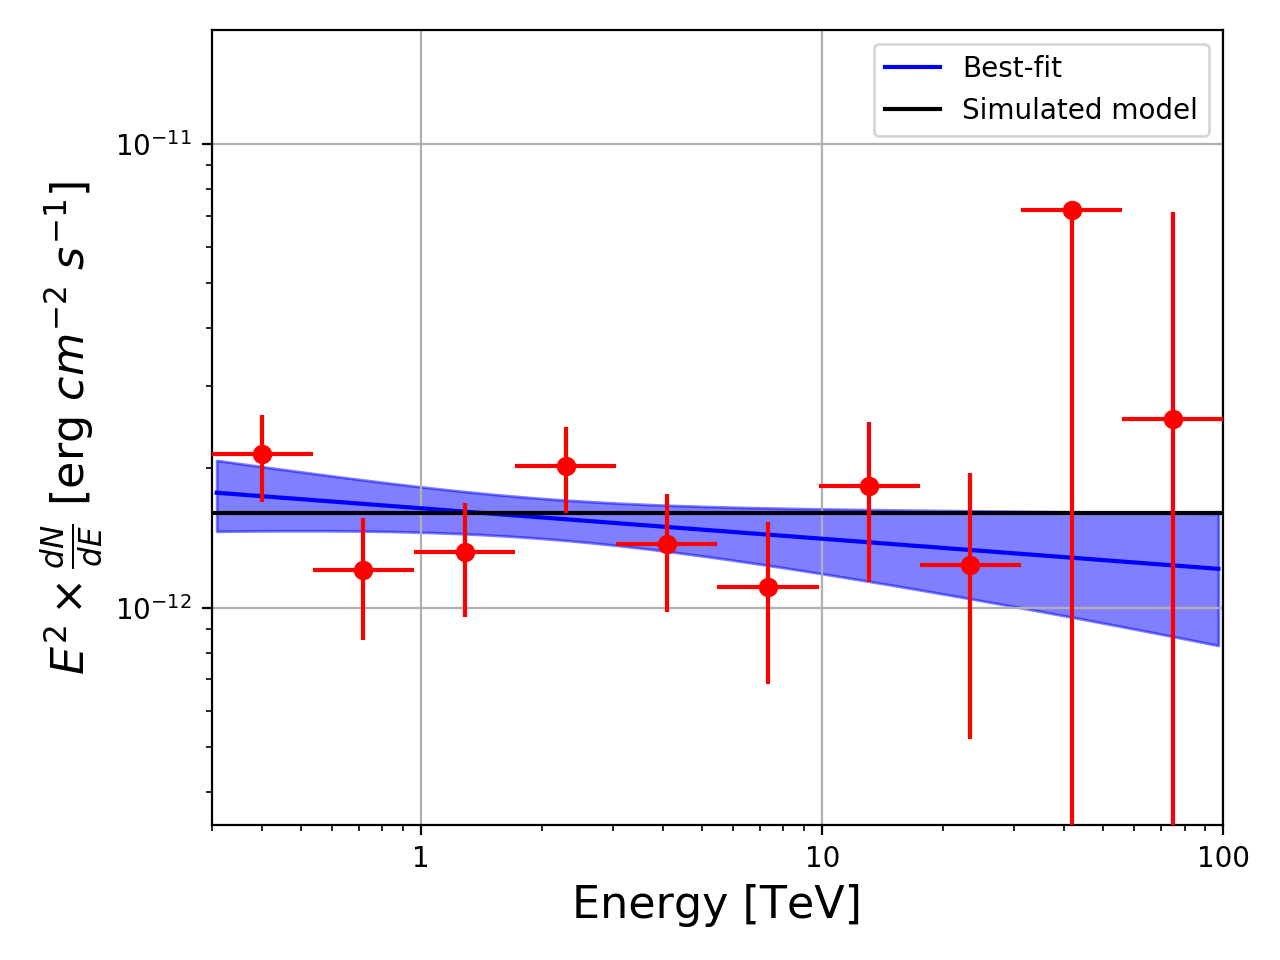 Best-fit
Simulated model
10⁻¹¹
10⁻¹²
E² × dN/dE [erg cm⁻² s⁻¹]
1 10 100
Energy [TeV]